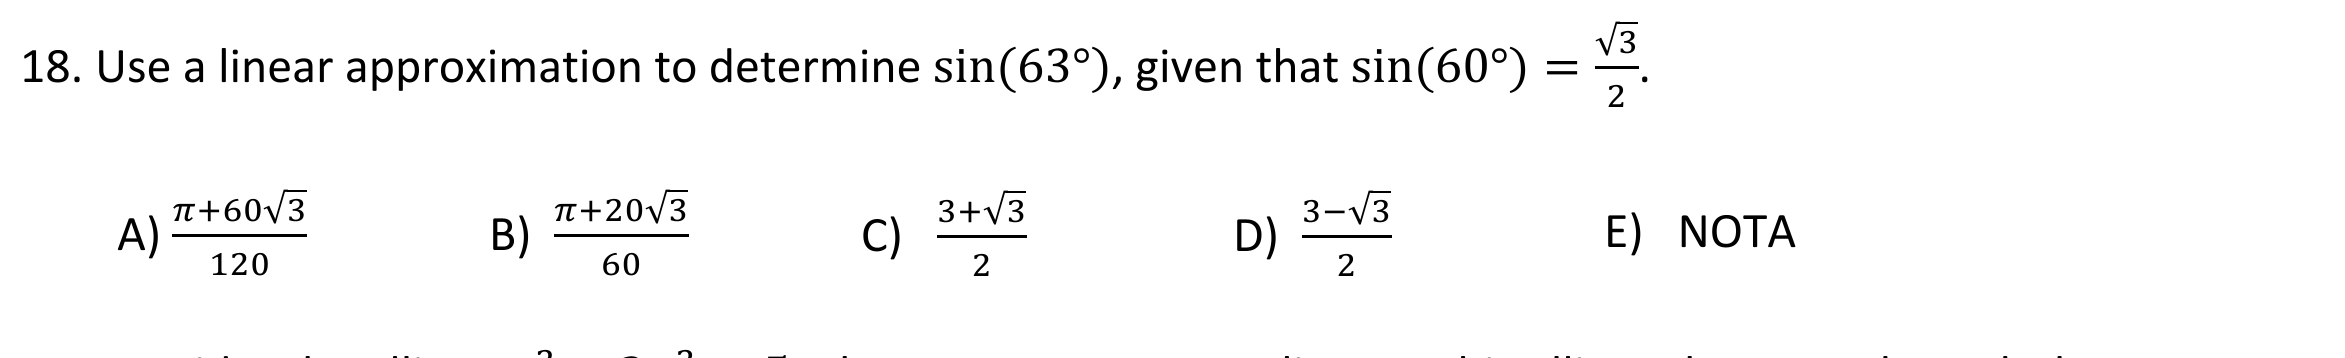 18. Use a linear approximation to determine sin(63°), given that sin(60°) = √3/2.
A) π+60√3/120 B) π+20√3/60 C) 3+√3/2 D) 3−√3/2 E) NOTA